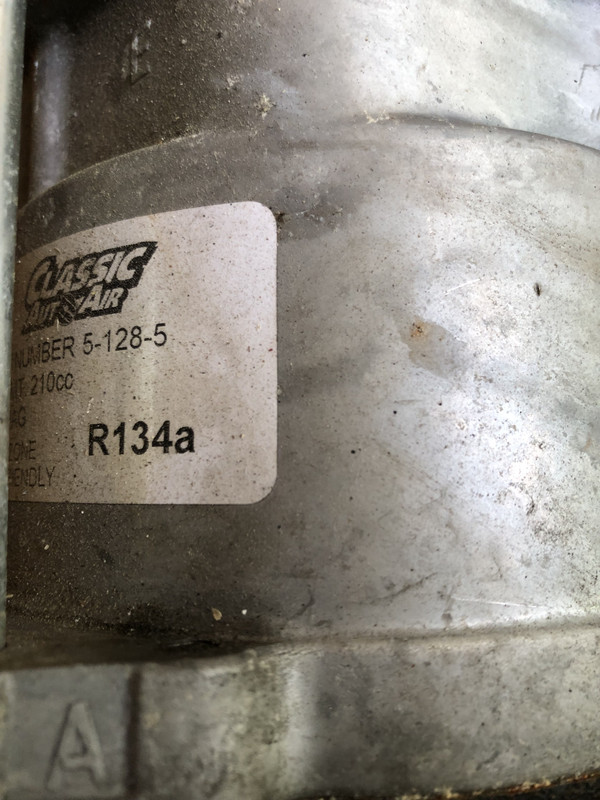 CLASSIC
AUTO AIR
NUMBER 5-128-5
210cc
R134a
A